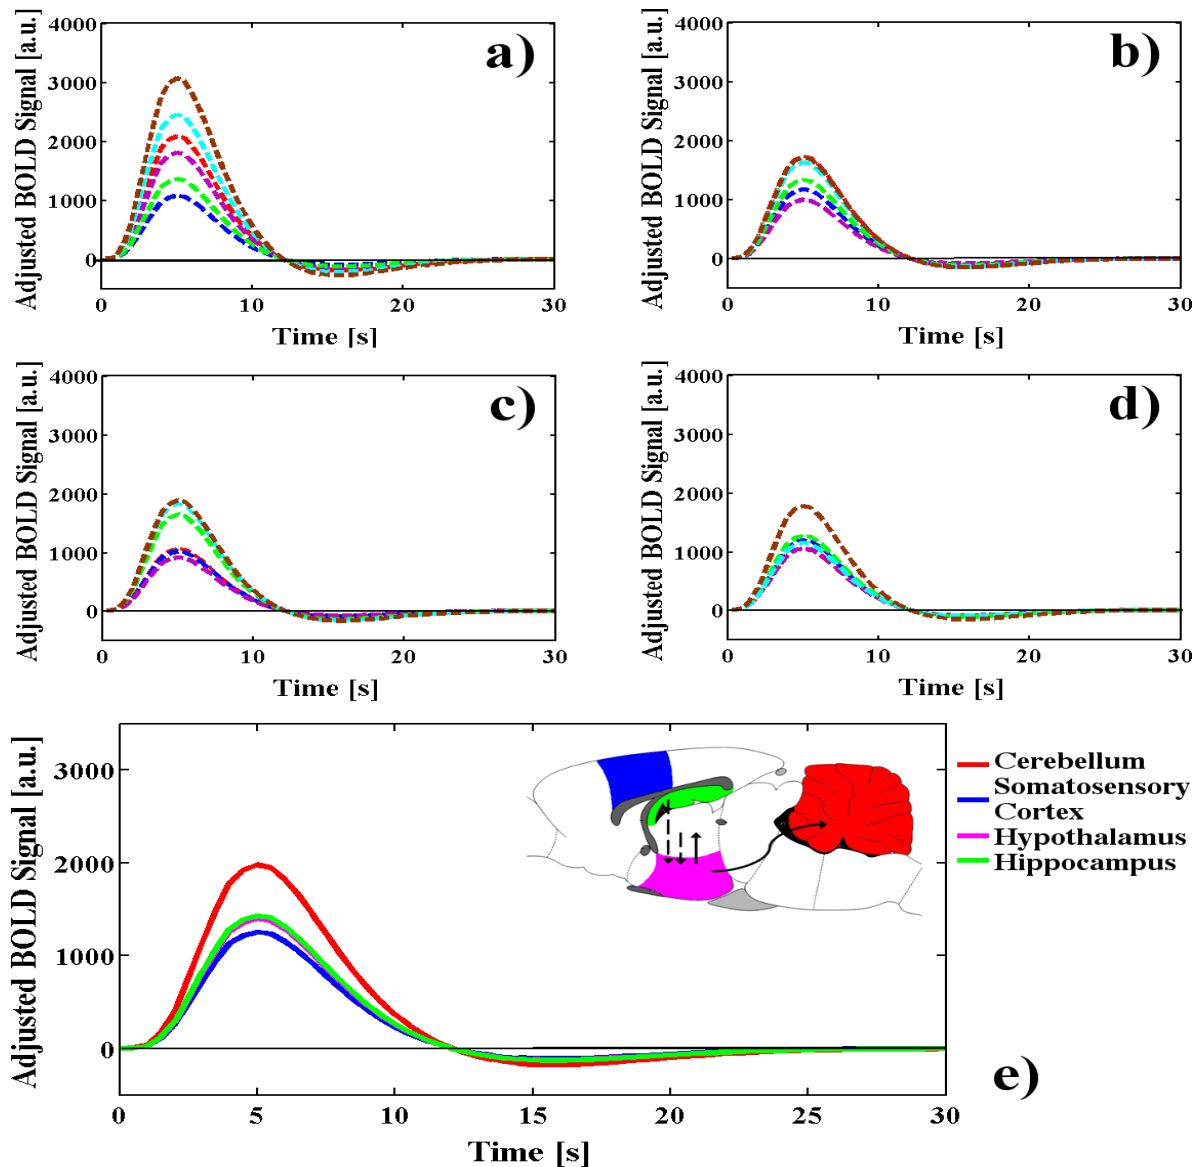 4000
3000
2000
1000
0
0
10
20
30
Adjusted BOLD Signal [a.u.]
Time [s]
a)
4000
3000
2000
1000
0
0
10
20
30
Adjusted BOLD Signal [a.u.]
Time [s]
b)
4000
3000
2000
1000
0
0
10
20
30
Adjusted BOLD Signal [a.u.]
Time [s]
c)
4000
3000
2000
1000
0
0
10
20
30
Adjusted BOLD Signal [a.u.]
Time [s]
d)
3000
2000
1000
0
0
5
10
15
20
25
30
Adjusted BOLD Signal [a.u.]
Time [s]
e)
Cerebellum
Somatosensory
Cortex
Hypothalamus
Hippocampus